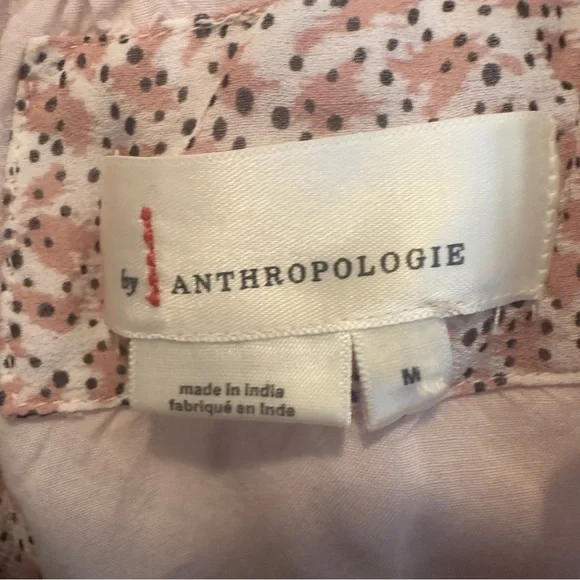 by ANTHROPOLOGIE
made in India
fabriqué en Inde
M